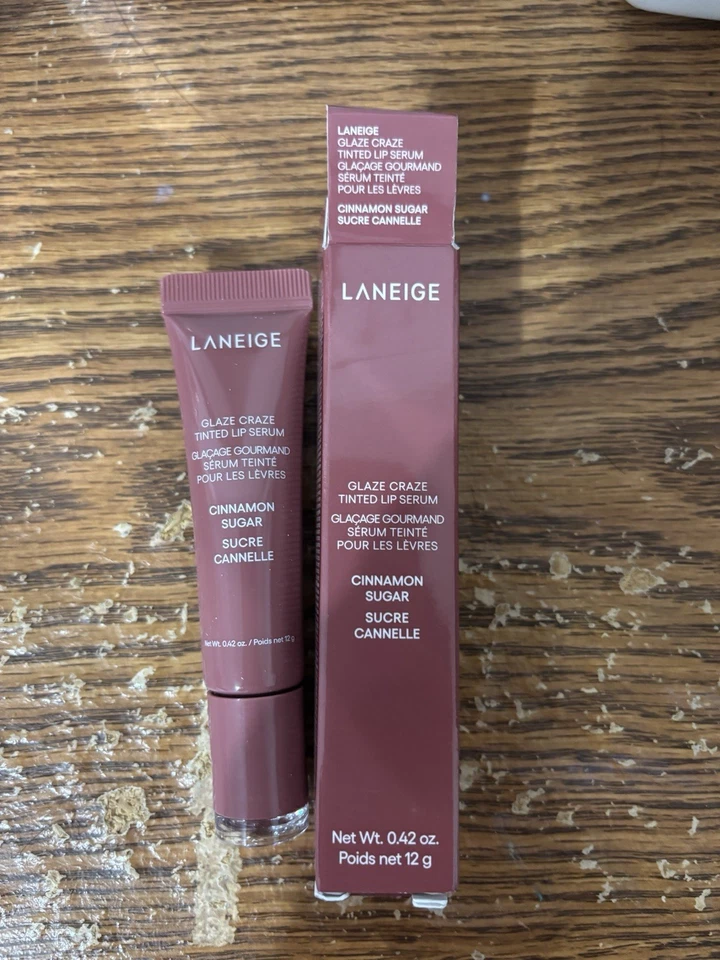 LANEIGE
GLAZE CRAZE
TINTED LIP SERUM
GLAÇAGE GOURMAND
SÉRUM TEINTÉ
POUR LES LÈVRES
CINNAMON SUGAR
SUCRE CANNELLE
LANEIGE
GLAZE CRAZE
TINTED LIP SERUM
GLAÇAGE GOURMAND
SÉRUM TEINTÉ
POUR LES LÈVRES
CINNAMON
SUGAR
SUCRE
CANNELLE
Net Wt. 0.42 oz. / Poids net 12 g
LANEIGE
GLAZE CRAZE
TINTED LIP SERUM
GLAÇAGE GOURMAND
SÉRUM TEINTÉ
POUR LES LÈVRES
CINNAMON
SUGAR
SUCRE
CANNELLE
Net Wt. 0.42 oz.
Poids net 12 g